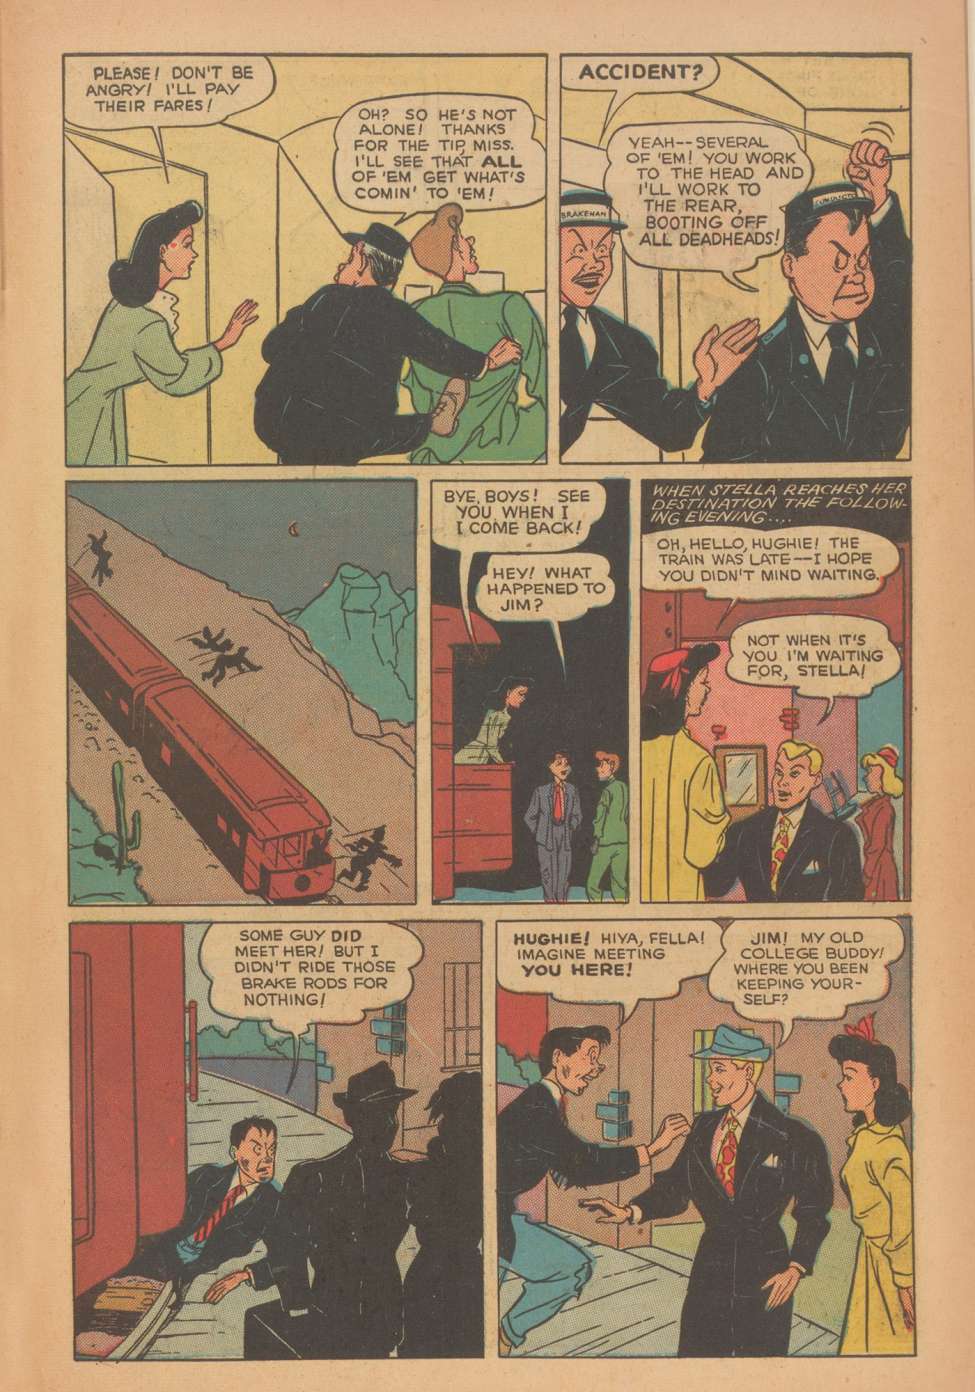 PLEASE! DON'T BE
ANGRY! I'LL PAY
THEIR FARES!
OH? SO HE'S NOT
ALONE! THANKS
FOR THE TIP, MISS.
I'LL SEE THAT ALL
OF 'EM GET WHAT'S
COMIN' TO 'EM!
ACCIDENT?
YEAH-- SEVERAL
OF 'EM! YOU WORK
TO THE HEAD AND
I'LL WORK TO
THE REAR,
BOOTING OFF
ALL DEADHEADS!
BRAKEMAN
BYE, BOYS! SEE
YOU WHEN I
I COME BACK!
HEY! WHAT
HAPPENED TO
JIM?
WHEN STELLA REACHES HER
DESTINATION THE FOLLOW-
ING EVENING....
OH, HELLO, HUGHIE! THE
TRAIN WAS LATE--I HOPE
YOU DIDN'T MIND WAITING.
NOT WHEN IT'S
YOU I'M WAITING
FOR, STELLA!
SOME GUY DID
MEET HER! BUT I
DIDN'T RIDE THOSE
BRAKE RODS FOR
NOTHING!
HUGHIE! HIYA, FELLA!
IMAGINE MEETING
YOU HERE!
JIM! MY OLD
COLLEGE BUDDY!
WHERE YOU BEEN
KEEPING YOUR-
SELF?